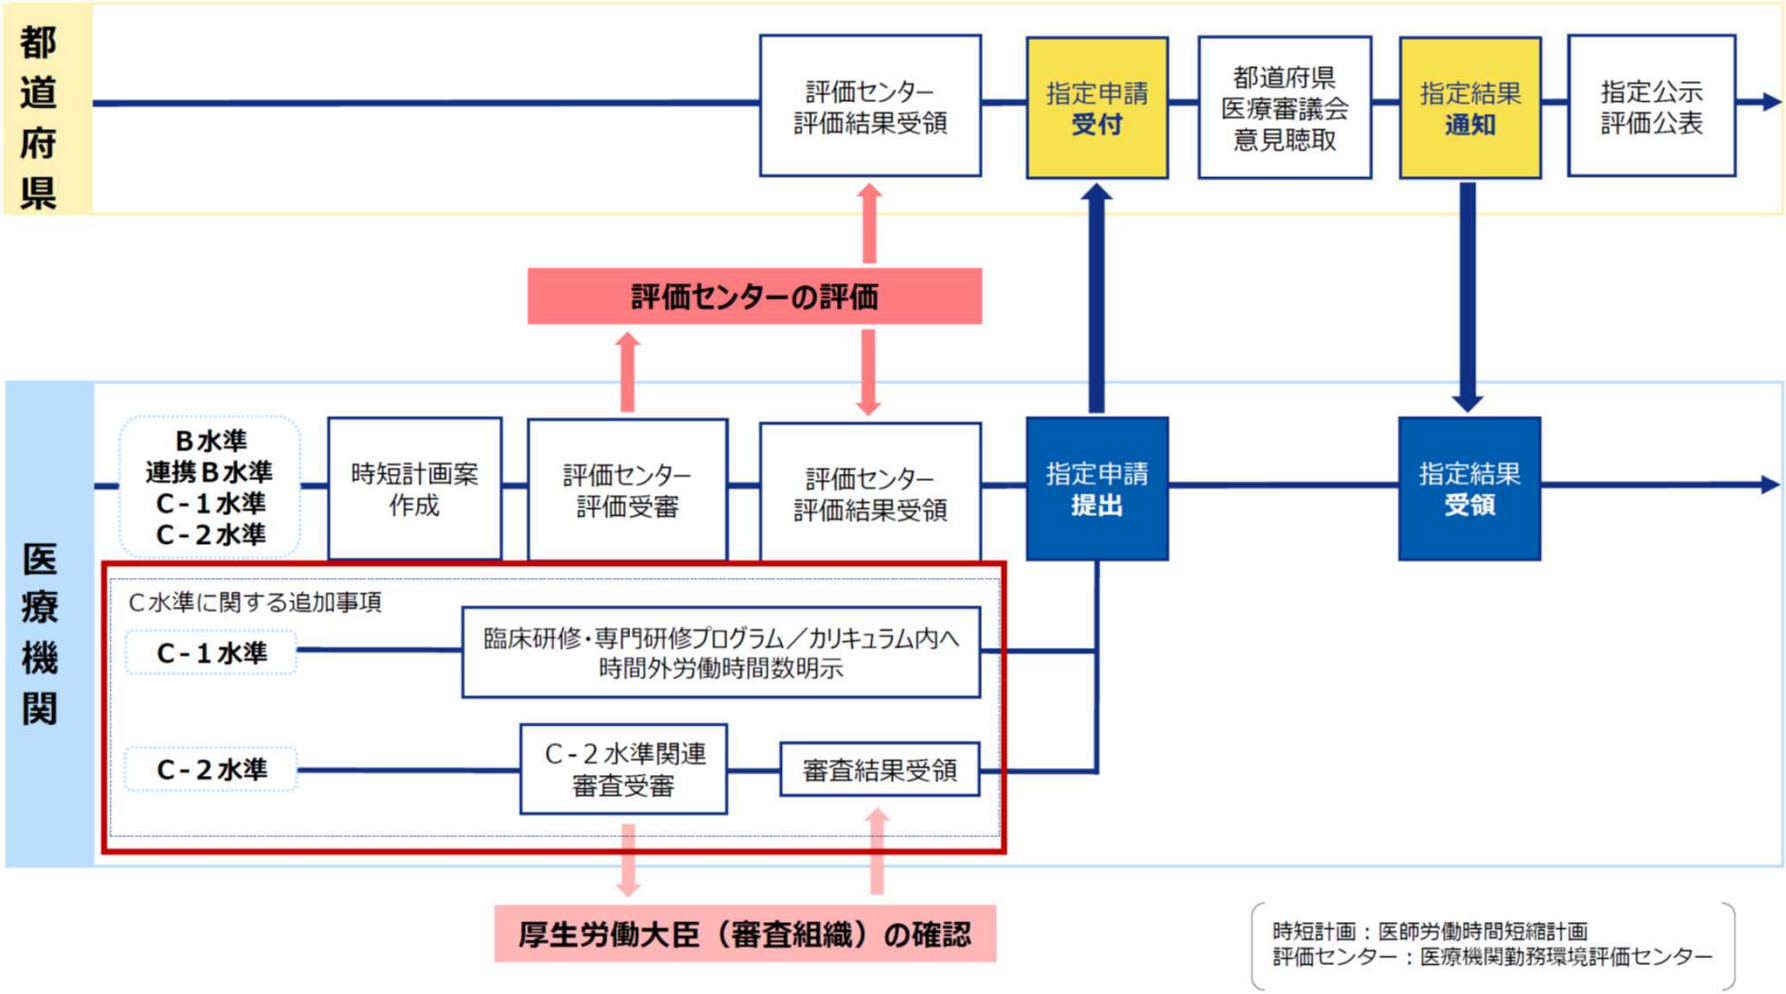 都道府県
評価センター
評価結果受領
指定申請
受付
都道府県
医療審議会
意見聴取
指定結果
通知
指定公示
評価公表
評価センターの評価
医療機関
B水準
連携B水準
C-1水準
C-2水準
時短計画案
作成
評価センター
評価受審
評価センター
評価結果受領
指定申請
提出
指定結果
受領
C水準に関する追加事項
C-1水準
臨床研修・専門研修プログラム／カリキュラム内へ
時間外労働時間数明示
C-2水準
C-2水準関連
審査受審
審査結果受領
厚生労働大臣（審査組織）の確認
時短計画：医師労働時間短縮計画
評価センター：医療機関勤務環境評価センター